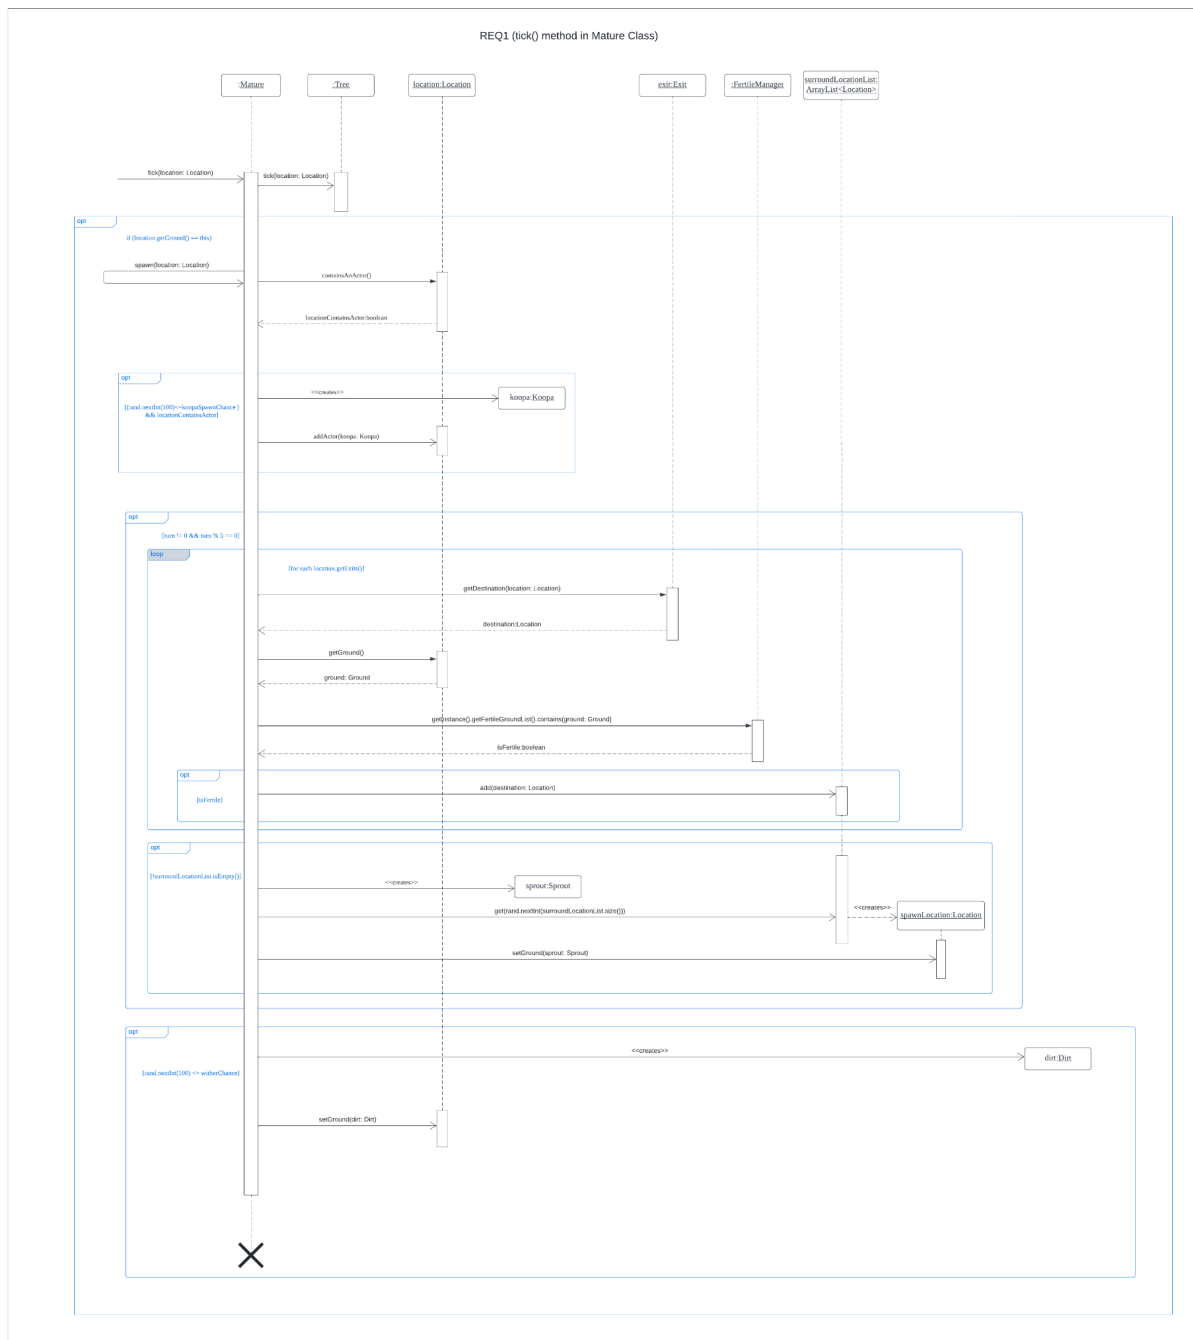 REQ1 (tick() method in Mature Class)
:Mature
:Tree
location:Location
exit:Exit
:FertileManager
surroundLocationList:
ArrayList<Location>
tick(location: Location)
tick(location: Location)
opt
if (location.getGround() == this)
spawn(location: Location)
containsAnActor()
locationContainsActor:boolean
opt
<<creates>>
koopa:Koopa
[(rand.nextInt(100)<=koopaSpawnChance )
&& locationContainsActor]
addActor(koopa: Koopa)
opt
[turn != 0 && turn % 5 == 0]
loop
[for each location.getExits()]
getDestination(location: Location)
destination:Location
getGround()
ground: Ground
getInstance().getFertileGroundList().contains(ground: Ground)
isFertile:boolean
opt
add(destination: Location)
[isFertile]
opt
[!surroundLocationList.isEmpty()]
<<creates>>
sprout:Sprout
get(rand.nextInt(surroundLocationList.size()))
<<creates>>
spawnLocation:Location
setGround(sprout: Sprout)
opt
<<creates>>
dirt:Dirt
[rand.nextInt(100) <= witherChance]
setGround(dirt: Dirt)